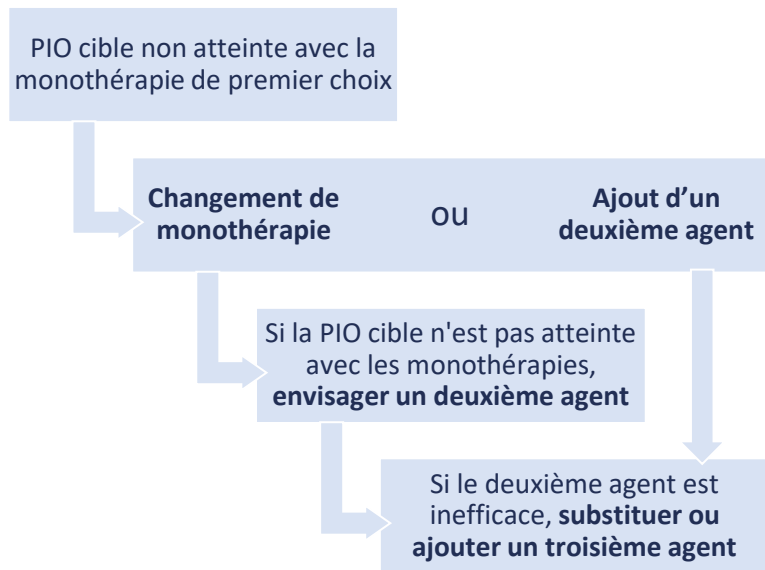 PIO cible non atteinte avec la
monothérapie de premier choix
Changement de
monothérapie
ou
Ajout d’un
deuxième agent
Si la PIO cible n'est pas atteinte
avec les monothérapies,
envisager un deuxième agent
Si le deuxième agent est
inefficace, substituer ou
ajouter un troisième agent